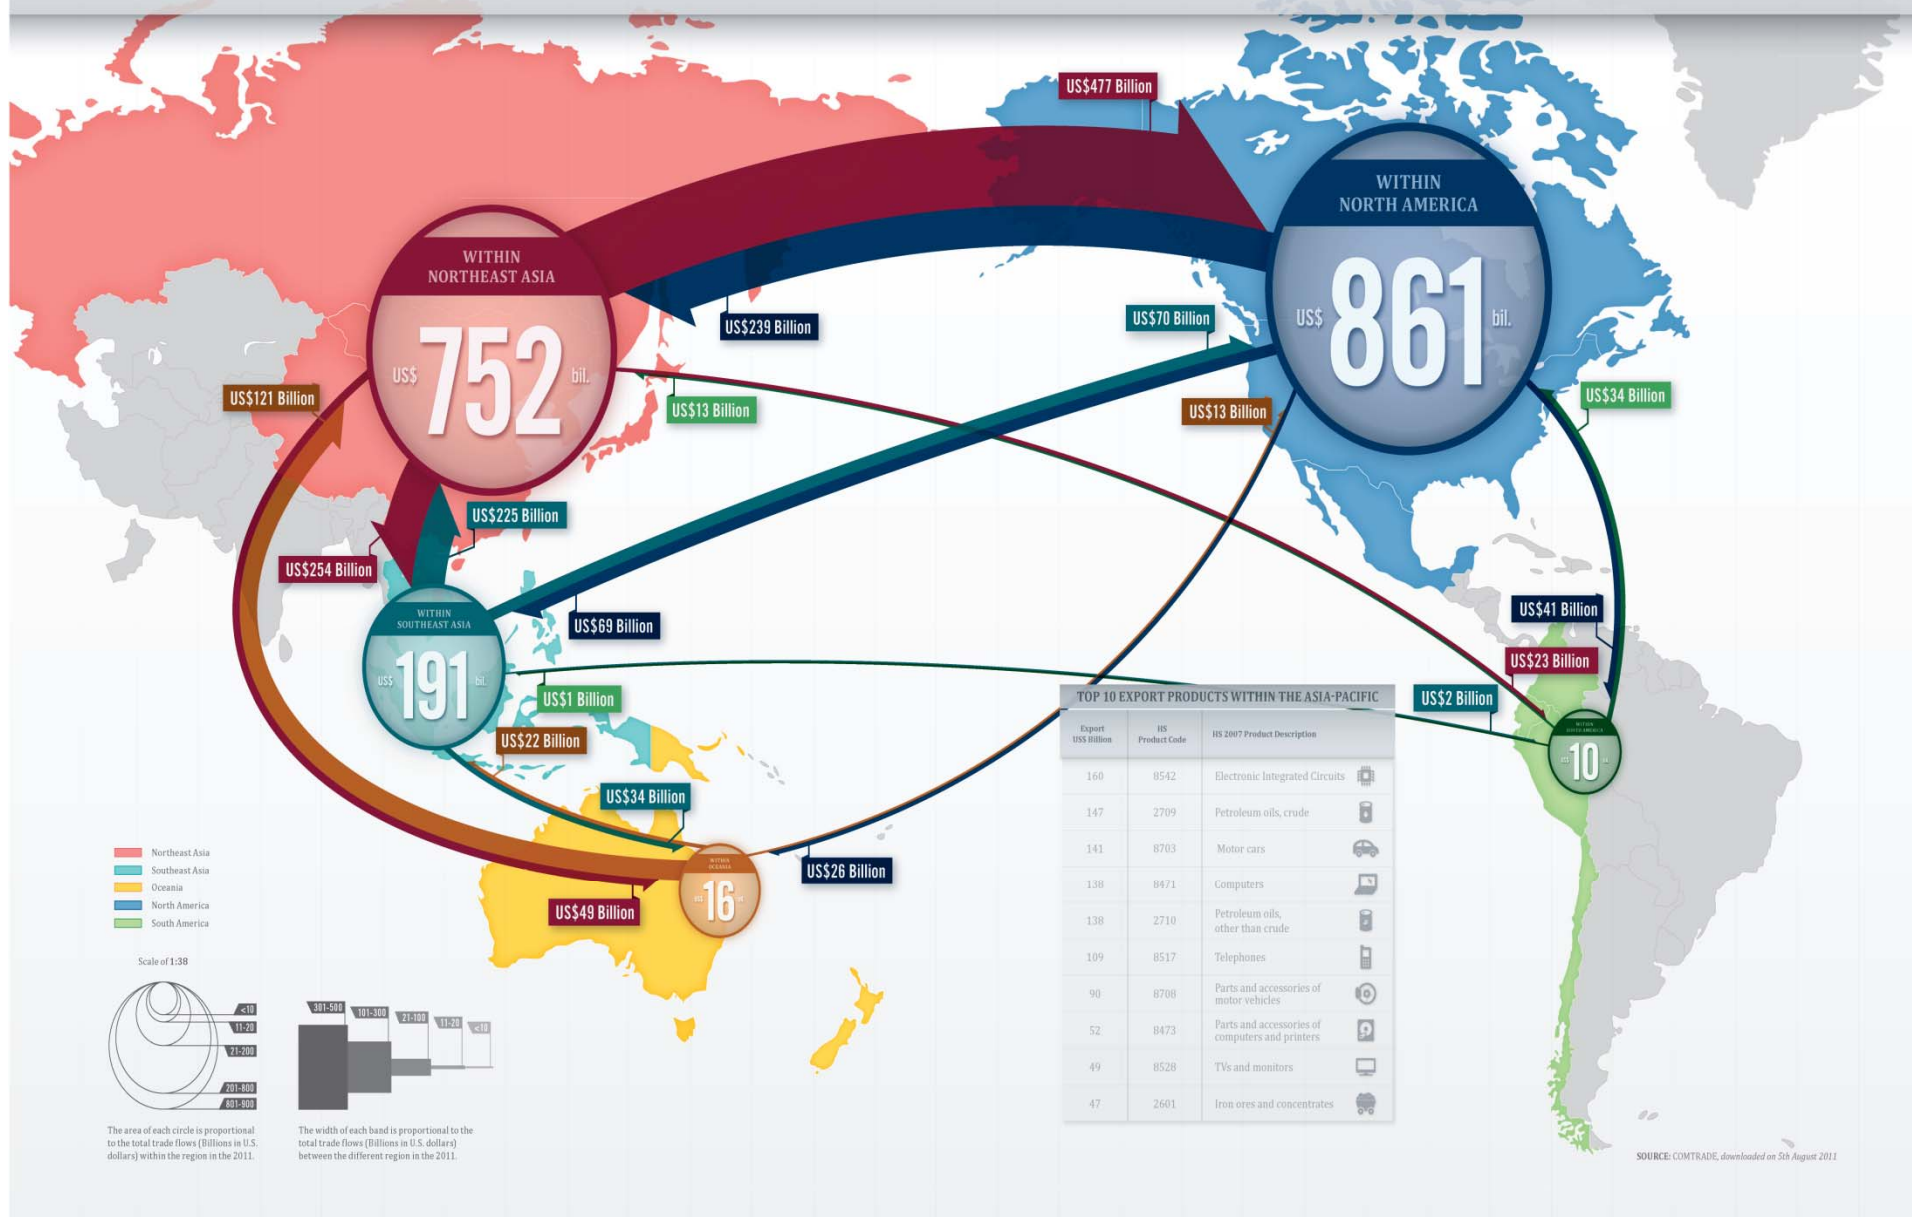 US$477 Billion
WITHIN
NORTH AMERICA
US$ 861 bil.
WITHIN
NORTHEAST ASIA
US$ 752 bil.
US$239 Billion
US$70 Billion
US$121 Billion
US$13 Billion
US$13 Billion
US$34 Billion
US$225 Billion
US$254 Billion
WITHIN
SOUTHEAST ASIA
US$ 191 bil.
US$69 Billion
US$41 Billion
US$23 Billion
US$1 Billion
US$2 Billion
US$22 Billion
US$34 Billion
WITHIN
SOUTH AMERICA
US$ 10 bil.
WITHIN
OCEANIA
US$ 16 bil.
US$26 Billion
US$49 Billion
TOP 10 EXPORT PRODUCTS WITHIN THE ASIA-PACIFIC
Export
US$ Billion
HS
Product Code
HS 2007 Product Description
160 8542 Electronic Integrated Circuits
147 2709 Petroleum oils, crude
141 8703 Motor cars
138 8471 Computers
138 2710 Petroleum oils,
other than crude
109 8517 Telephones
90 8708 Parts and accessories of
motor vehicles
52 8473 Parts and accessories of
computers and printers
49 8528 TVs and monitors
47 2601 Iron ores and concentrates
Northeast Asia
Southeast Asia
Oceania
North America
South America
Scale of 1:38
<10
11-20
21-200
201-800
801-900
The area of each circle is proportional
to the total trade flows (Billions in U.S.
dollars) within the region in the 2011.
301-500
101-300
21-100
11-20
<10
The width of each band is proportional to the
total trade flows (Billions in U.S. dollars)
between the different region in the 2011.
SOURCE: COMTRADE, downloaded on 5th August 2011